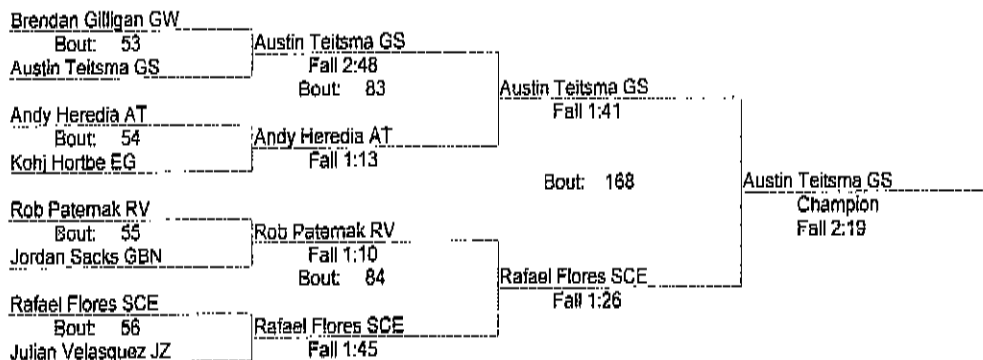 Brendan Gilligan GW
Bout: 53
Austin Teitsma GS
Andy Heredia AT
Bout: 54
Kohj Hortbe EG
Rob Paternak RV
Bout: 55
Jordan Sacks GBN
Rafael Flores SCE
Bout: 56
Julian Velasquez JZ
Austin Teitsma GS
Fall 2:48
Bout: 83
Andy Heredia AT
Fall 1:13
Rob Paternak RV
Fall 1:10
Bout: 84
Rafael Flores SCE
Fall 1:45
Austin Teitsma GS
Fall 1:41
Bout: 168
Rafael Flores SCE
Fall 1:26
Austin Teitsma GS
Champion
Fall 2:19